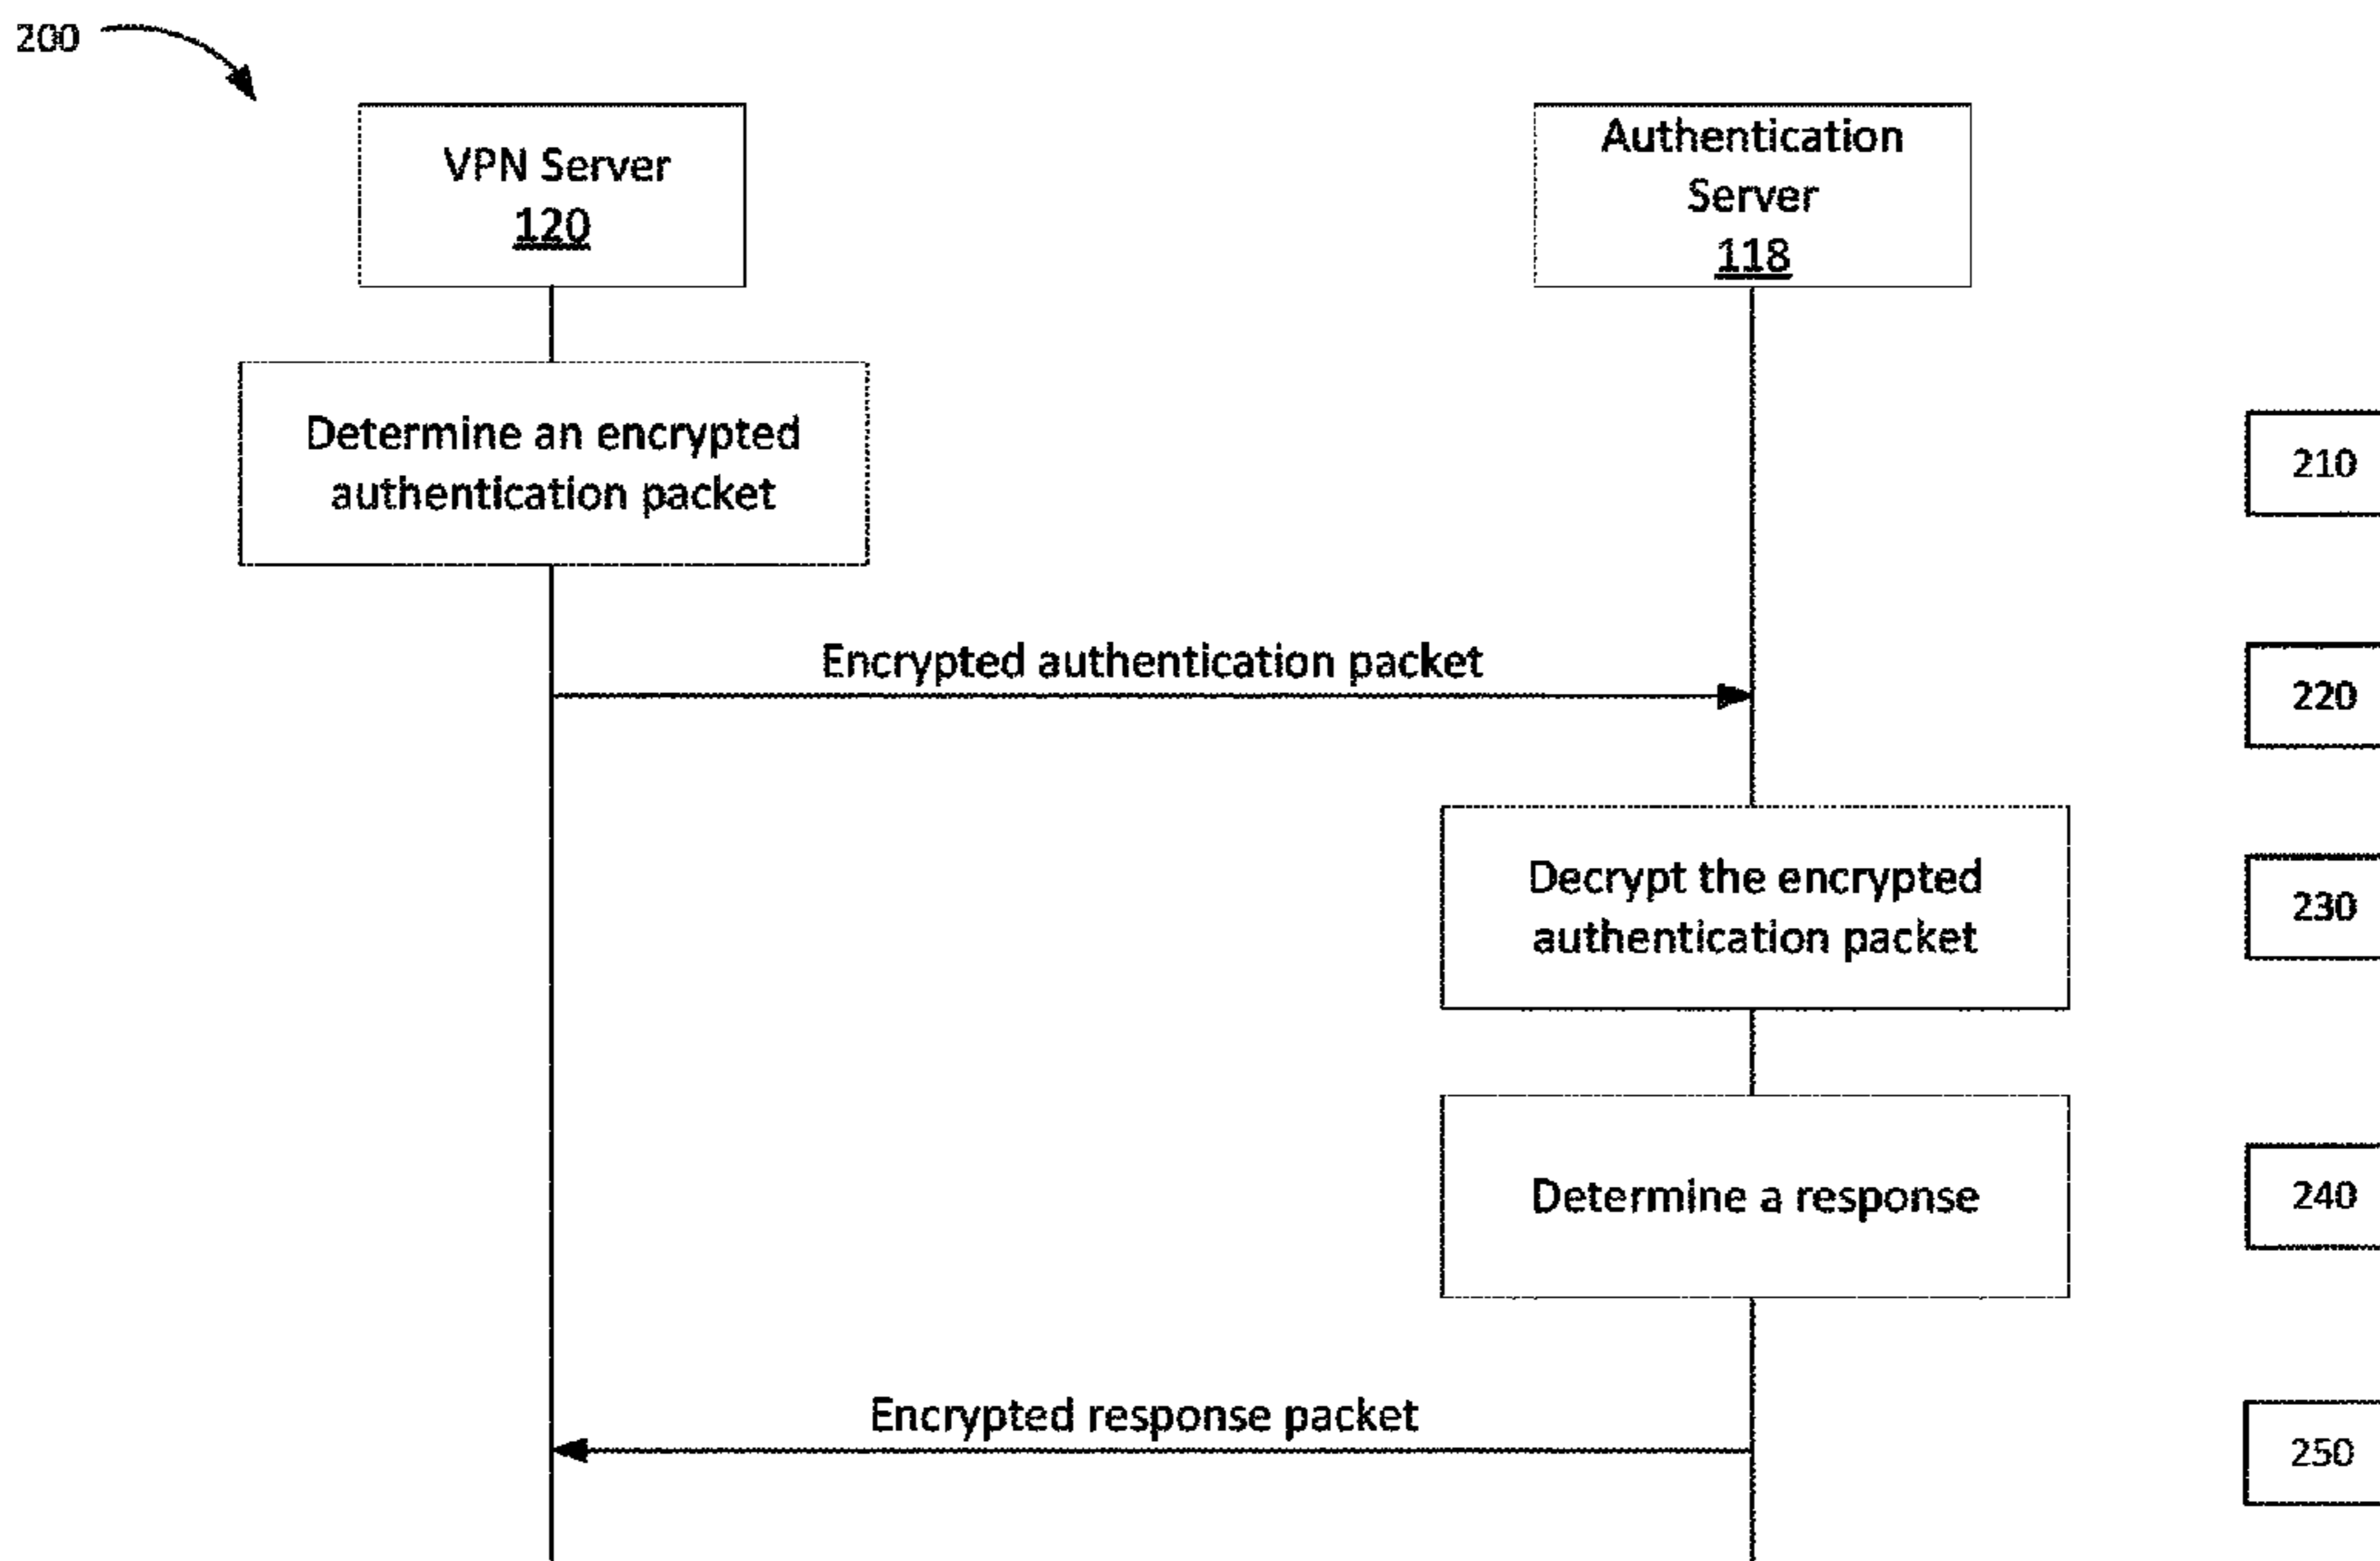 200
VPN Server
120
Authentication
Server
118
Determine an encrypted
authentication packet
210
Encrypted authentication packet
220
Decrypt the encrypted
authentication packet
230
Determine a response
240
Encrypted response packet
250